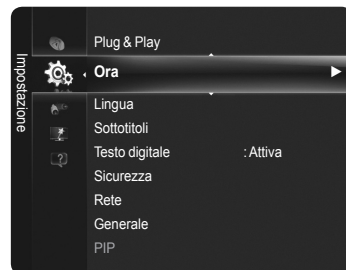 Impostazione
Plug & Play
Ora
Lingua
Sottotitoli
Testo digitale : Attiva
Sicurezza
Rete
Generale
PIP